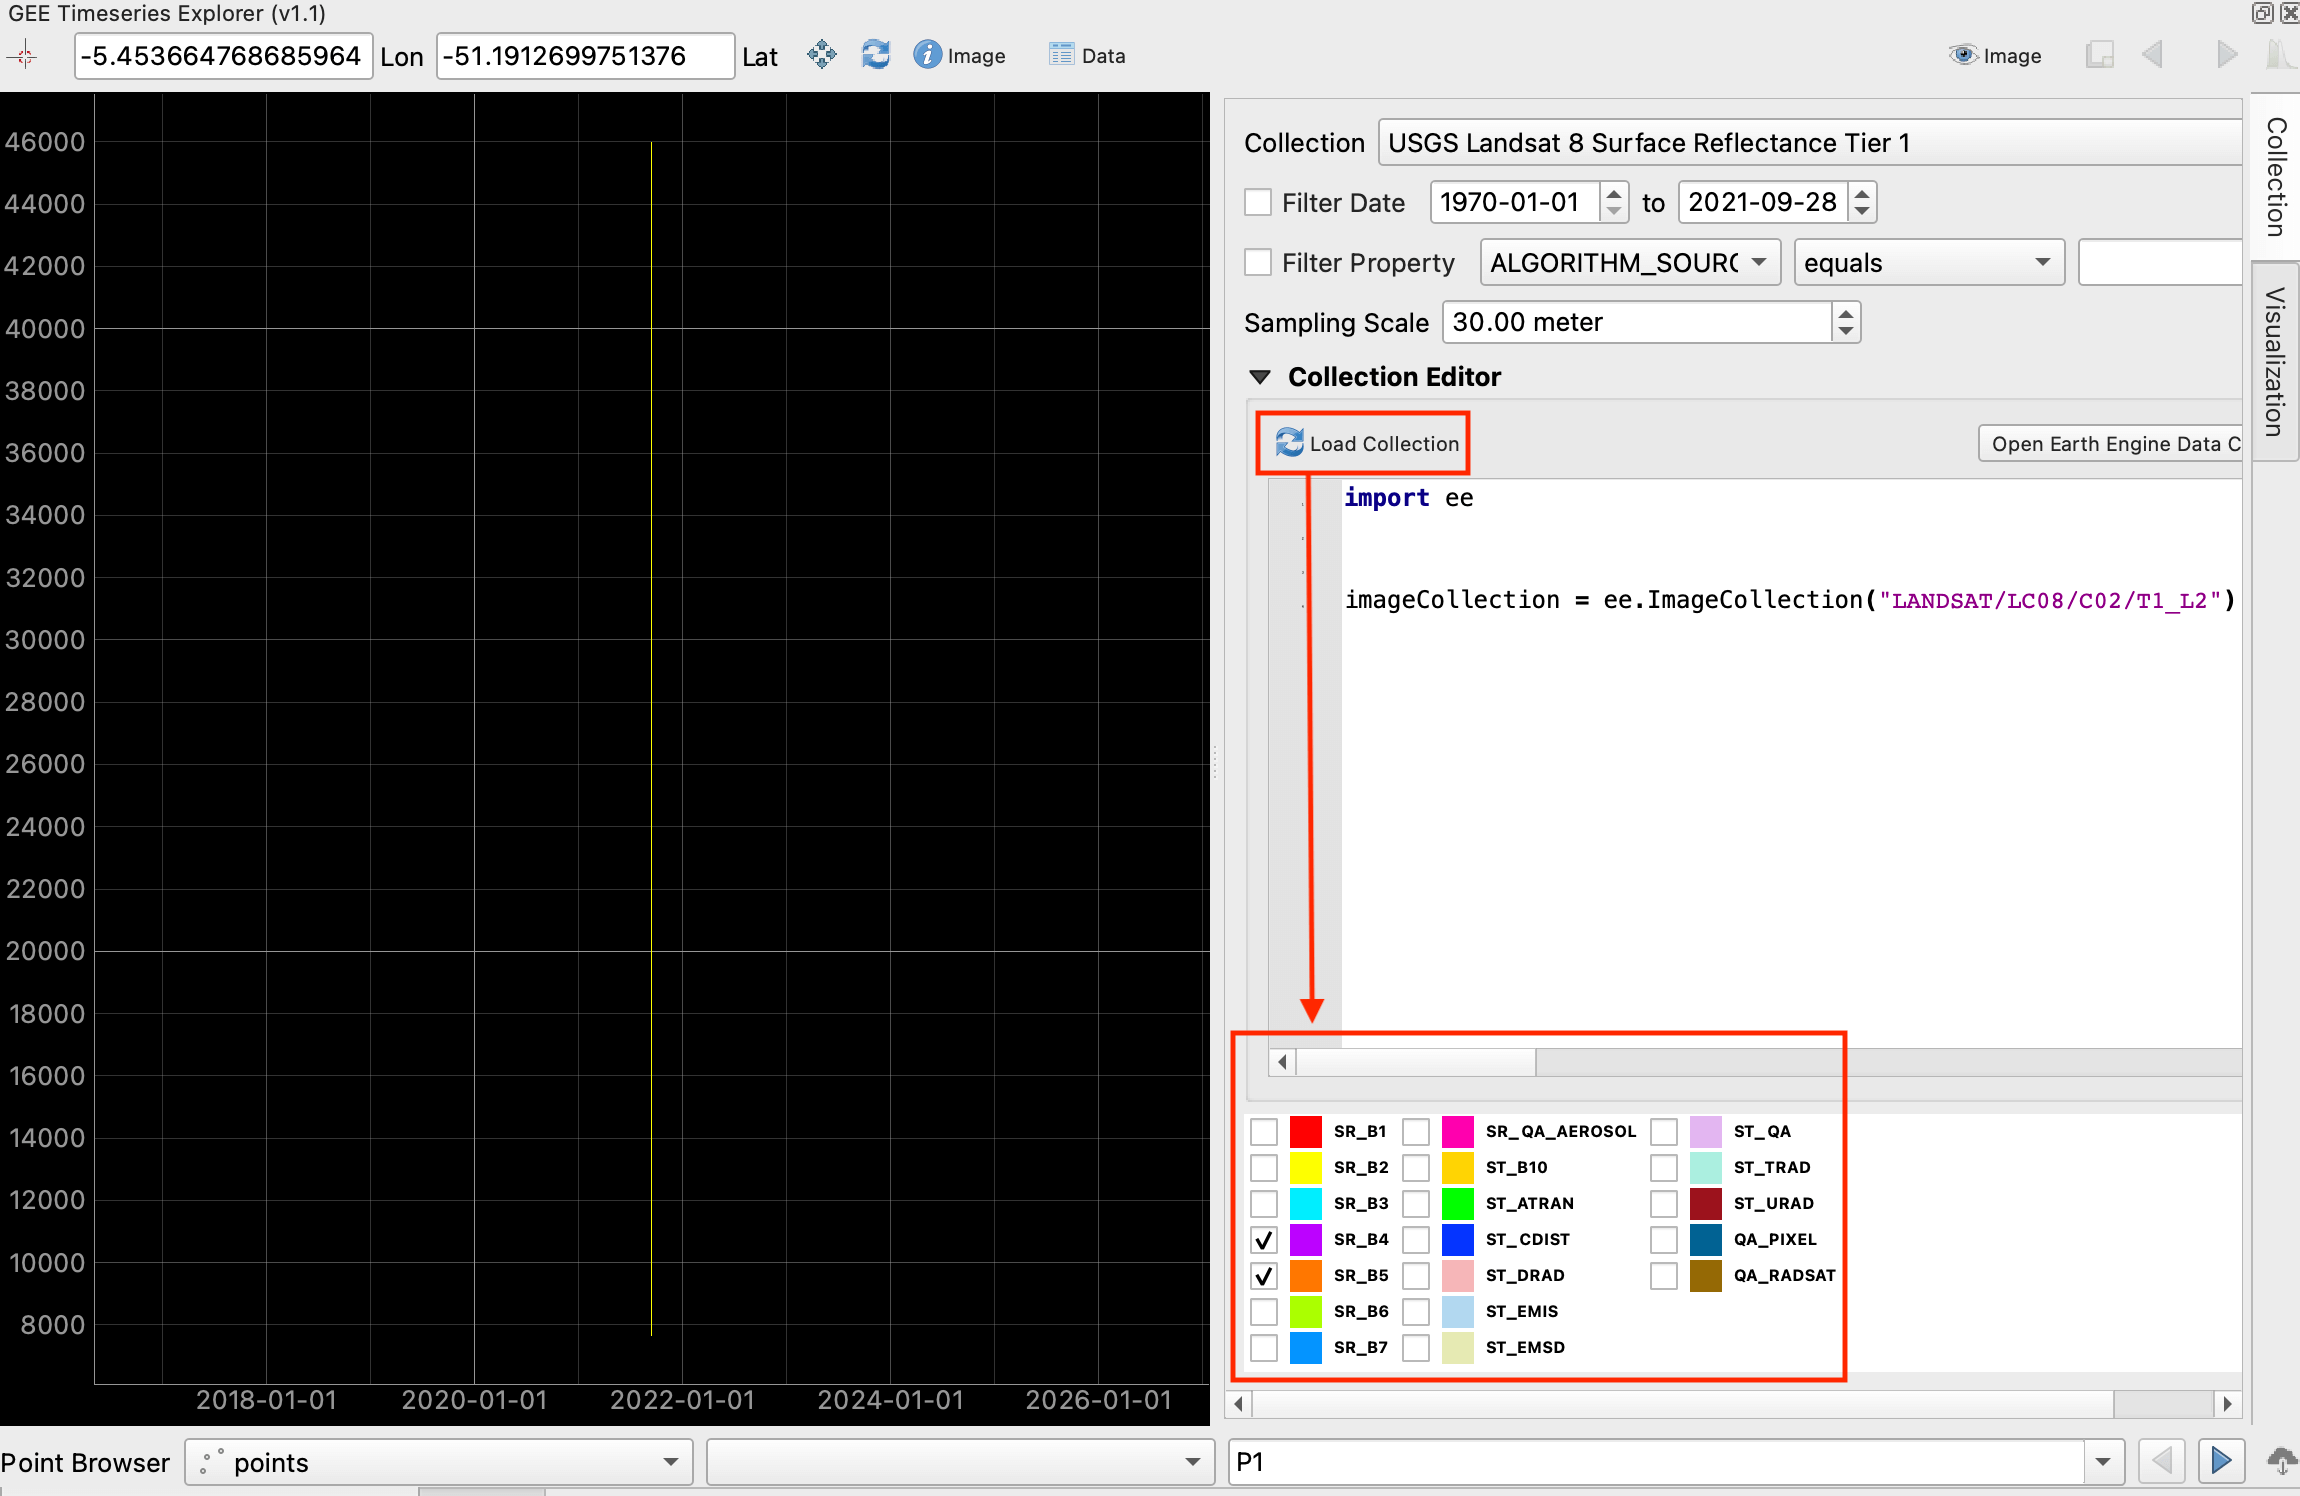 GEE Timeseries Explorer (v1.1)
-5.453664768685964 Lon -51.1912699751376 Lat Image Data Image
46000
44000
42000
40000
38000
36000
34000
32000
30000
28000
26000
24000
22000
20000
18000
16000
14000
12000
10000
8000
2018-01-01 2020-01-01 2022-01-01 2024-01-01 2026-01-01
Collection USGS Landsat 8 Surface Reflectance Tier 1
Filter Date 1970-01-01 to 2021-09-28
Filter Property ALGORITHM_SOURC equals
Sampling Scale 30.00 meter
Collection Editor
Load Collection Open Earth Engine Data C
import ee
imageCollection = ee.ImageCollection("LANDSAT/LC08/C02/T1_L2")
SR_B1 SR_QA_AEROSOL ST_QA
SR_B2 ST_B10 ST_TRAD
SR_B3 ST_ATRAN ST_URAD
SR_B4 ST_CDIST QA_PIXEL
SR_B5 ST_DRAD QA_RADSAT
SR_B6 ST_EMIS
SR_B7 ST_EMSD
Collection
Visualization
Point Browser points P1